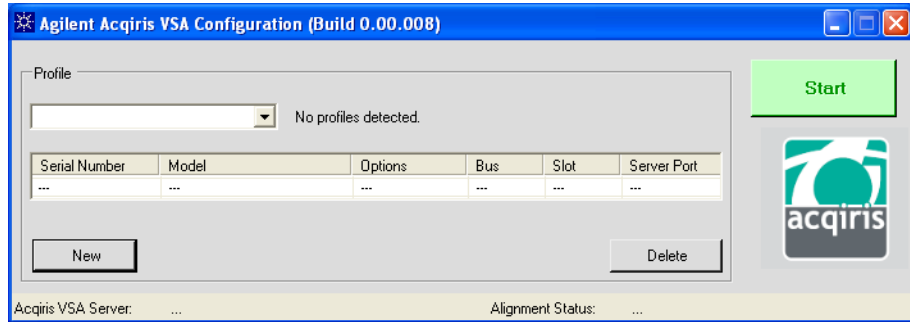 Agilent Acqiris VSA Configuration (Build 0.00.008)
Profile
No profiles detected.
Start
Serial Number Model Options Bus Slot Server Port
--- --- --- --- --- ---
acqiris
New Delete
Acqiris VSA Server: ... Alignment Status: ...